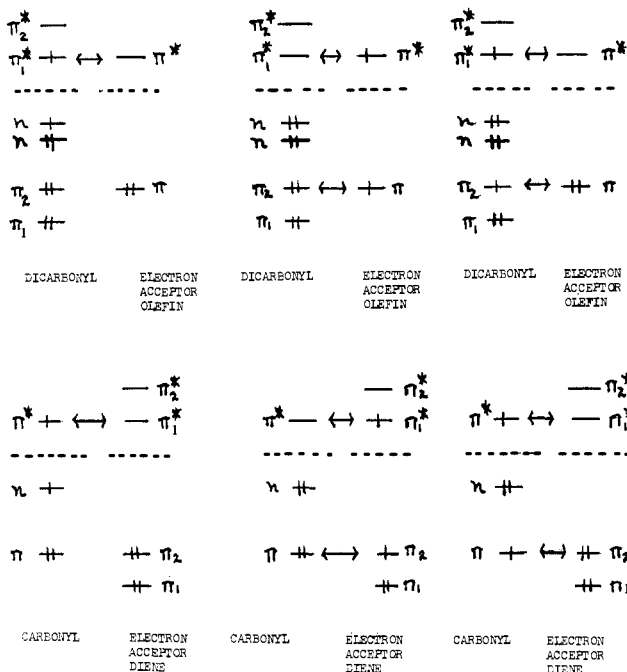 π₂* π₂* π₂*
π₁* ↔ π* π₁* ↔ π* π₁* ↔ π*
n n n
n n n
π₂ π π₂ ↔ π π₂ ↔ π
π₁ π₁ π₁
DICARBONYL ELECTRON ACCEPTOR OLEFIN
DICARBONYL ELECTRON ACCEPTOR OLEFIN
DICARBONYL ELECTRON ACCEPTOR OLEFIN
π₂* π₂* π₂*
π* ↔ π₁* π* ↔ π₁* π* ↔ π₁*
n n n
π π₂ π ↔ π₂ π ↔ π₂
π₁ π₁ π₁
CARBONYL ELECTRON ACCEPTOR DIENE
CARBONYL ELECTRON ACCEPTOR DIENE
CARBONYL ELECTRON ACCEPTOR DIENE